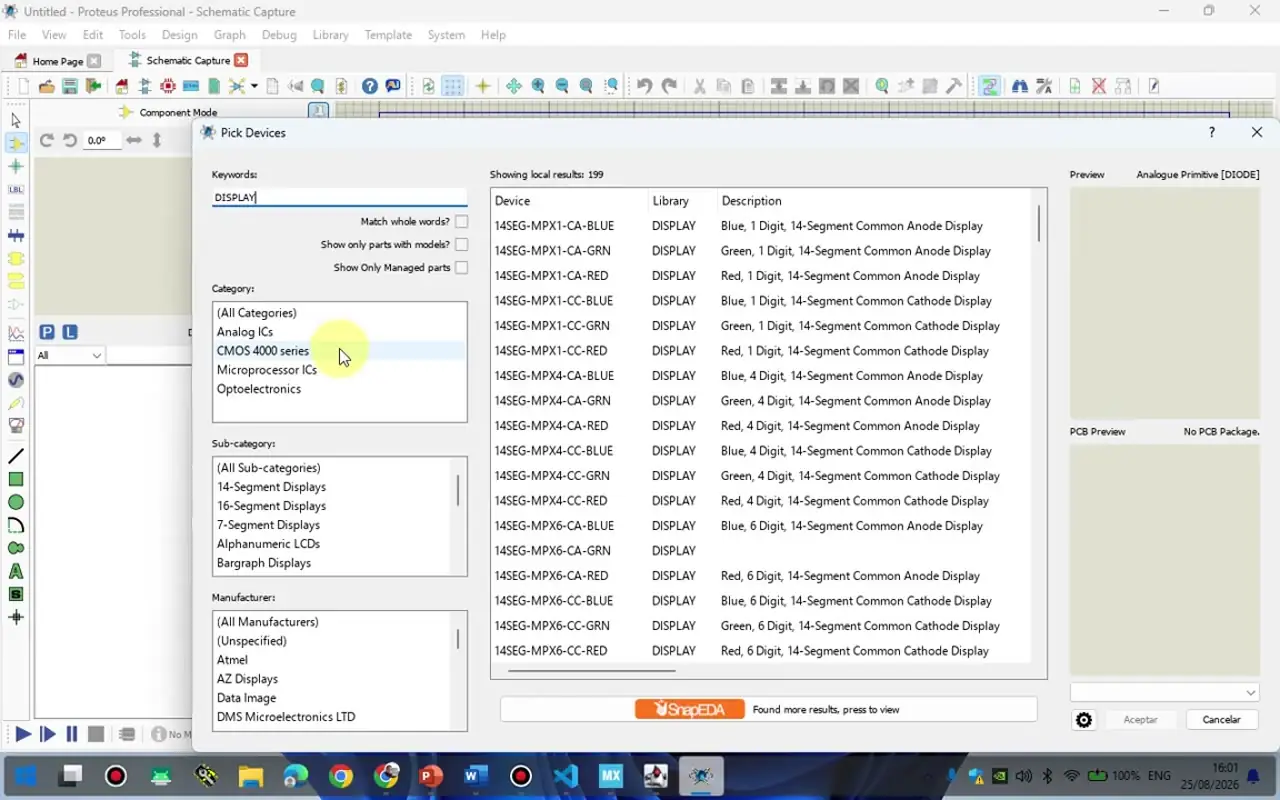 Untitled - Proteus Professional - Schematic Capture
File View Edit Tools Design Graph Debug Library Template System Help
Home Page Schematic Capture
Component Mode
0.0°
LBL
P L
All
Pick Devices
Keywords:
DISPLAY
Match whole words?
Show only parts with models?
Show Only Managed parts
Category:
(All Categories)
Analog ICs
CMOS 4000 series
Microprocessor ICs
Optoelectronics
Sub-category:
(All Sub-categories)
14-Segment Displays
16-Segment Displays
7-Segment Displays
Alphanumeric LCDs
Bargraph Displays
Manufacturer:
(All Manufacturers)
(Unspecified)
Atmel
AZ Displays
Data Image
DMS Microelectronics LTD
Showing local results: 199
Device Library Description
14SEG-MPX1-CA-BLUE DISPLAY Blue, 1 Digit, 14-Segment Common Anode Display
14SEG-MPX1-CA-GRN DISPLAY Green, 1 Digit, 14-Segment Common Anode Display
14SEG-MPX1-CA-RED DISPLAY Red, 1 Digit, 14-Segment Common Anode Display
14SEG-MPX1-CC-BLUE DISPLAY Blue, 1 Digit, 14-Segment Common Cathode Display
14SEG-MPX1-CC-GRN DISPLAY Green, 1 Digit, 14-Segment Common Cathode Display
14SEG-MPX1-CC-RED DISPLAY Red, 1 Digit, 14-Segment Common Cathode Display
14SEG-MPX4-CA-BLUE DISPLAY Blue, 4 Digit, 14-Segment Common Anode Display
14SEG-MPX4-CA-GRN DISPLAY Green, 4 Digit, 14-Segment Common Anode Display
14SEG-MPX4-CA-RED DISPLAY Red, 4 Digit, 14-Segment Common Anode Display
14SEG-MPX4-CC-BLUE DISPLAY Blue, 4 Digit, 14-Segment Common Cathode Display
14SEG-MPX4-CC-GRN DISPLAY Green, 4 Digit, 14-Segment Common Cathode Display
14SEG-MPX4-CC-RED DISPLAY Red, 4 Digit, 14-Segment Common Cathode Display
14SEG-MPX6-CA-BLUE DISPLAY Blue, 6 Digit, 14-Segment Common Anode Display
14SEG-MPX6-CA-GRN DISPLAY
14SEG-MPX6-CA-RED DISPLAY Red, 6 Digit, 14-Segment Common Anode Display
14SEG-MPX6-CC-BLUE DISPLAY Blue, 6 Digit, 14-Segment Common Cathode Display
14SEG-MPX6-CC-GRN DISPLAY Green, 6 Digit, 14-Segment Common Cathode Display
14SEG-MPX6-CC-RED DISPLAY Red, 6 Digit, 14-Segment Common Cathode Display
SnapEDA Found more results, press to view
Preview Analogue Primitive [DIODE]
PCB Preview No PCB Package.
Aceptar Cancelar
No M
100% ENG 16:01
25/08/2026